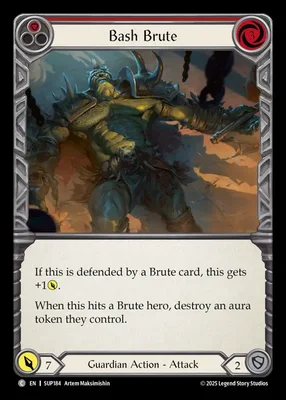 Bash Brute
If this is defended by a Brute card, this gets
+1.
When this hits a Brute hero, destroy an aura
token they control.
7
Guardian Action - Attack
2
C EN | SUP184 Artem Maksimishin
© 2025 Legend Story Studios